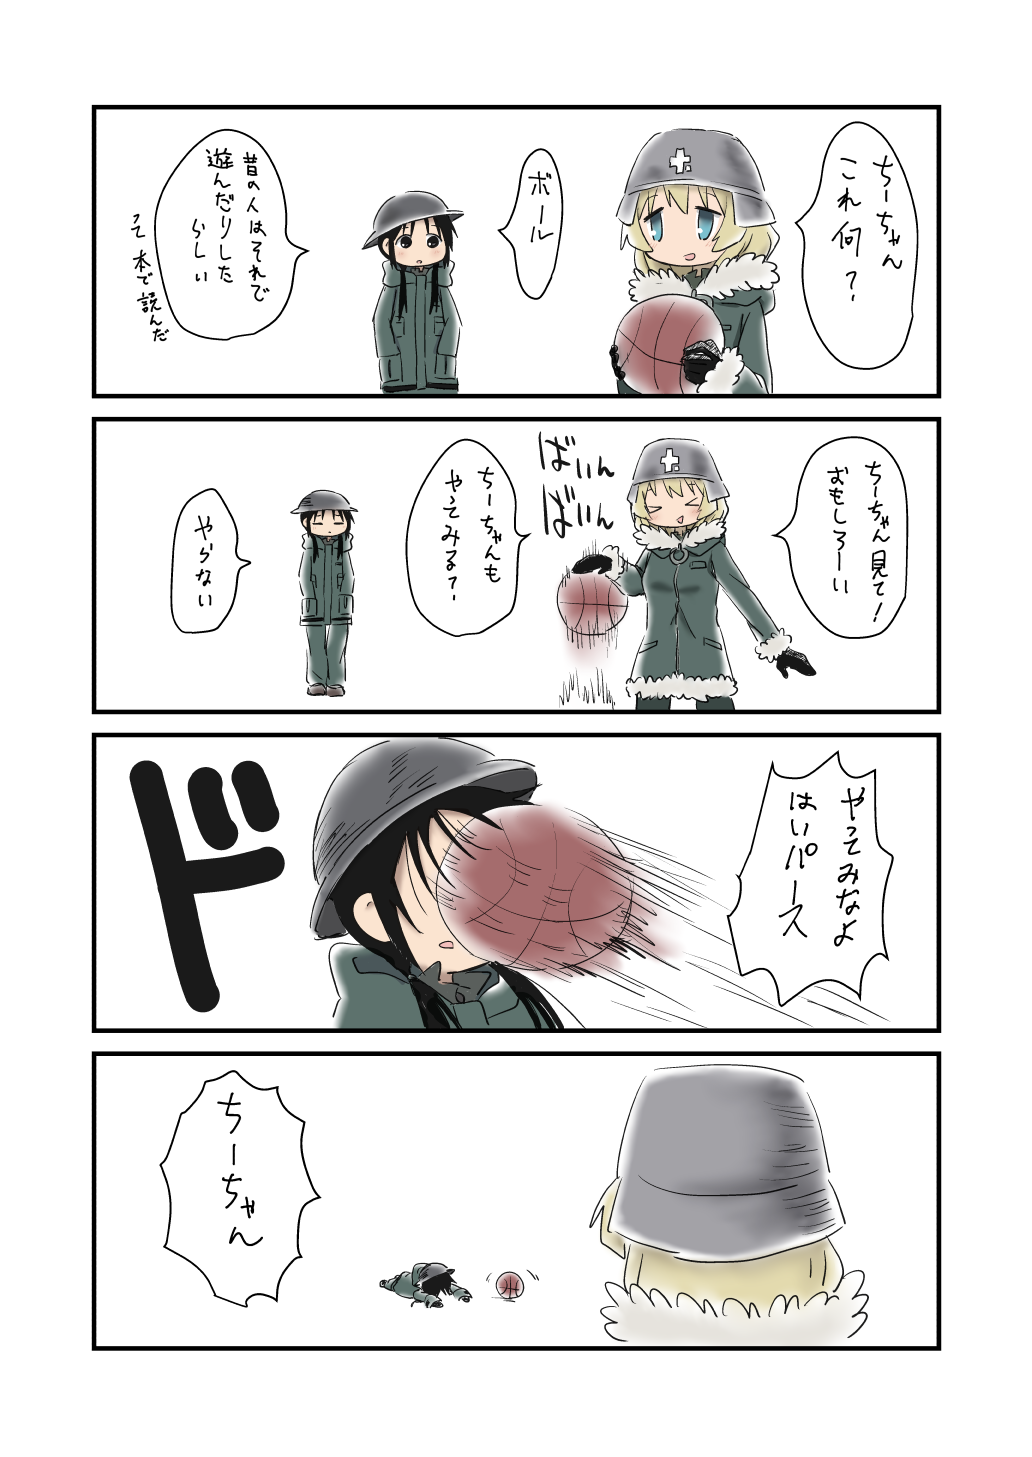 ちーちゃん
これ何?
ボール
昔の人はそれで
遊んだりした
らしい
って本で読んだ
ちーちゃん見て!
おもしろーい
ばいん
ばいん
ちーちゃんも
やってみる?
やらない
やってみなよ
はいパース
ド
ちーちゃん